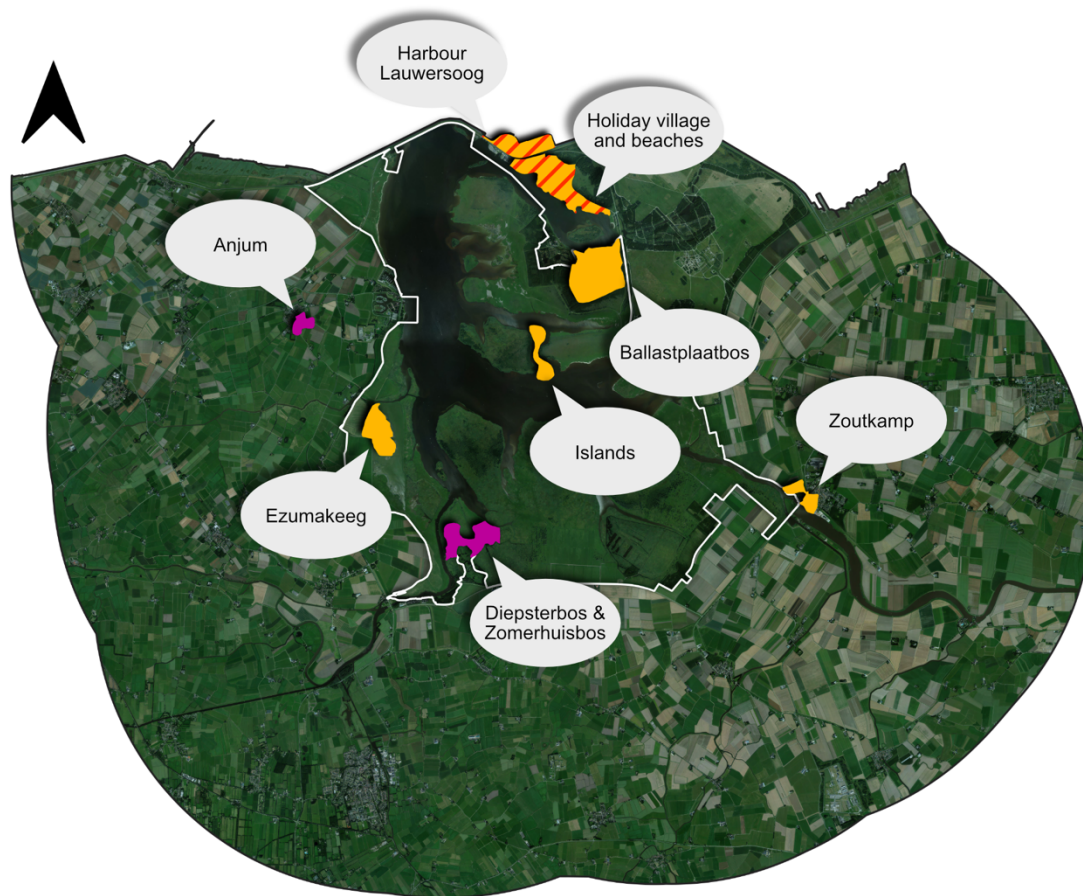 Harbour
Lauwersoog
Holiday village
and beaches
Anjum
Ballastplaatbos
Zoutkamp
Islands
Ezumakeeg
Diepsterbos &
Zomerhuisbos